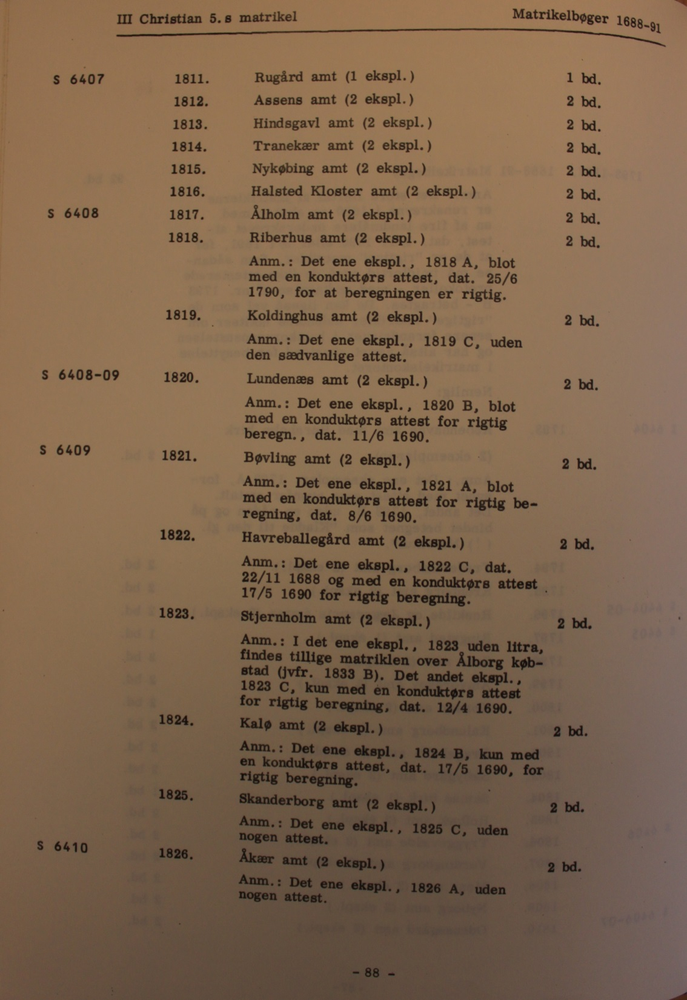 III Christian 5.s matrikel Matrikelbøger 1688-91
S 6407 1811. Rugård amt (1 ekspl.) 1 bd.
1812. Assens amt (2 ekspl.) 2 bd.
1813. Hindsgavl amt (2 ekspl.) 2 bd.
1814. Tranekær amt (2 ekspl.) 2 bd.
1815. Nykøbing amt (2 ekspl.) 2 bd.
1816. Halsted Kloster amt (2 ekspl.) 2 bd.
S 6408 1817. Ålholm amt (2 ekspl.) 2 bd.
1818. Riberhus amt (2 ekspl.) 2 bd.
Anm.: Det ene ekspl., 1818 A, blot
med en konduktørs attest, dat. 25/6
1790, for at beregningen er rigtig.
1819. Koldinghus amt (2 ekspl.) 2 bd.
Anm.: Det ene ekspl., 1819 C, uden
den sædvanlige attest.
S 6408-09 1820. Lundenæs amt (2 ekspl.) 2 bd.
Anm.: Det ene ekspl., 1820 B, blot
med en konduktørs attest for rigtig
beregn., dat. 11/6 1690.
S 6409 1821. Bøvling amt (2 ekspl.) 2 bd.
Anm.: Det ene ekspl., 1821 A, blot
med en konduktørs attest for rigtig be-
regning, dat. 8/6 1690.
1822. Havreballegård amt (2 ekspl.) 2 bd.
Anm.: Det ene ekspl., 1822 C, dat.
22/11 1688 og med en konduktørs attest
17/5 1690 for rigtig beregning.
1823. Stjernholm amt (2 ekspl.) 2 bd.
Anm.: I det ene ekspl., 1823 uden litra,
findes tillige matriklen over Ålborg køb-
stad (jvfr. 1833 B). Det andet ekspl.,
1823 C, kun med en konduktørs attest
for rigtig beregning, dat. 12/4 1690.
1824. Kalø amt (2 ekspl.) 2 bd.
Anm.: Det ene ekspl., 1824 B, kun med
en konduktørs attest, dat. 17/5 1690, for
rigtig beregning.
1825. Skanderborg amt (2 ekspl.) 2 bd.
Anm.: Det ene ekspl., 1825 C, uden
nogen attest.
S 6410 1826. Åkær amt (2 ekspl.) 2 bd.
Anm.: Det ene ekspl., 1826 A, uden
nogen attest.
- 88 -